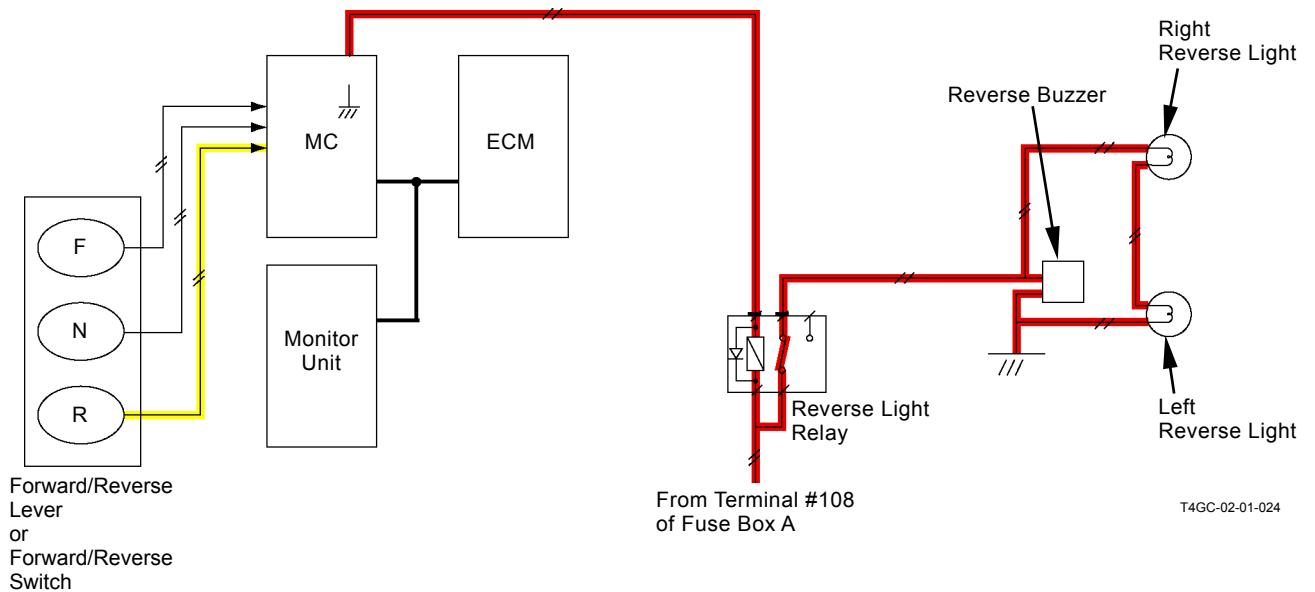 Right
Reverse Light
Reverse Buzzer
MC
ECM
F
N
R
Monitor
Unit
Reverse Light
Relay
Left
Reverse Light
From Terminal #108
of Fuse Box A
T4GC-02-01-024
Forward/Reverse
Lever
or
Forward/Reverse
Switch